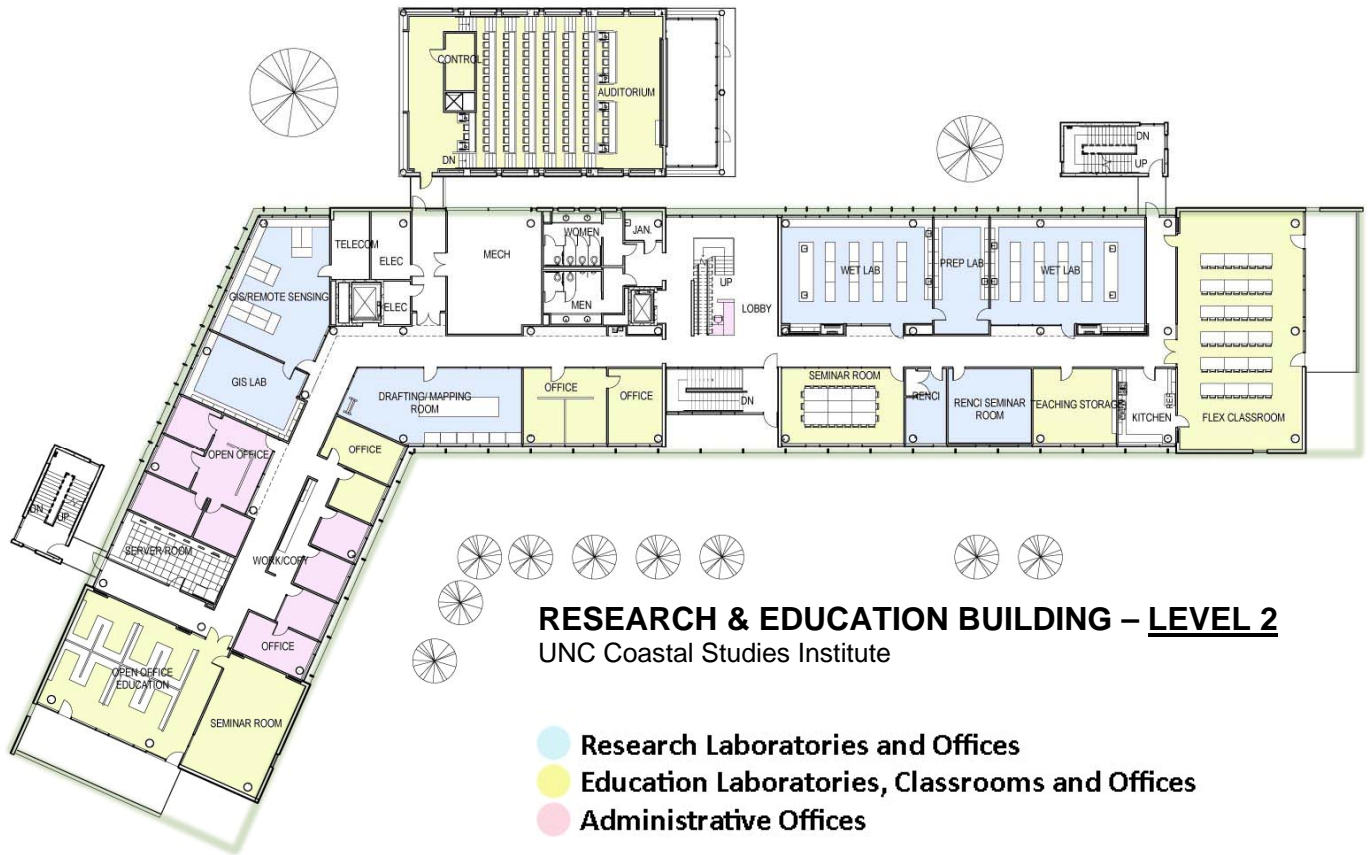 CONTROL
AUDITORIUM
DN
DN
UP
TELECOM
ELEC
ELEC
MECH
WOMEN
MEN
JAN.
UP
LOBBY
WET LAB
PREP LAB
WET LAB
GIS/REMOTE SENSING
GIS LAB
DRAFTING/ MAPPING
ROOM
OFFICE
OFFICE
DN
SEMINAR ROOM
RENCI
RENCI SEMINAR
ROOM
TEACHING STORAGE
KITCHEN
REF
FLEX CLASSROOM
OPEN OFFICE
OFFICE
DN
UP
SERVER ROOM
WORK/COPY
OFFICE
OPEN OFFICE
EDUCATION
SEMINAR ROOM
RESEARCH & EDUCATION BUILDING – LEVEL 2
UNC Coastal Studies Institute
Research Laboratories and Offices
Education Laboratories, Classrooms and Offices
Administrative Offices